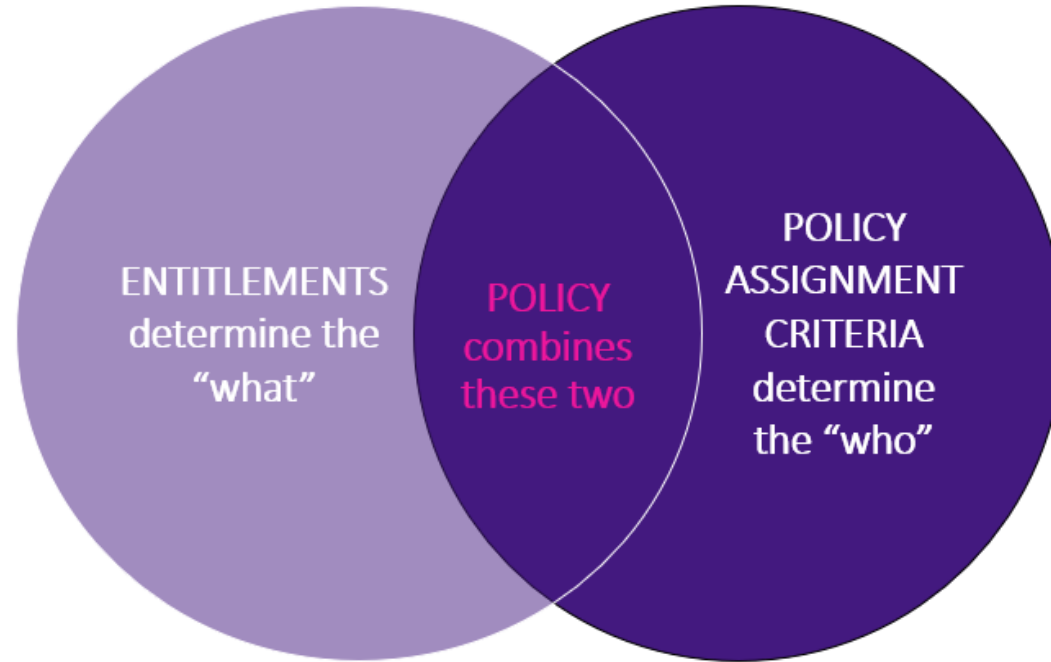 ENTITLEMENTS
determine the
“what”
POLICY
combines
these two
POLICY
ASSIGNMENT
CRITERIA
determine
the “who”